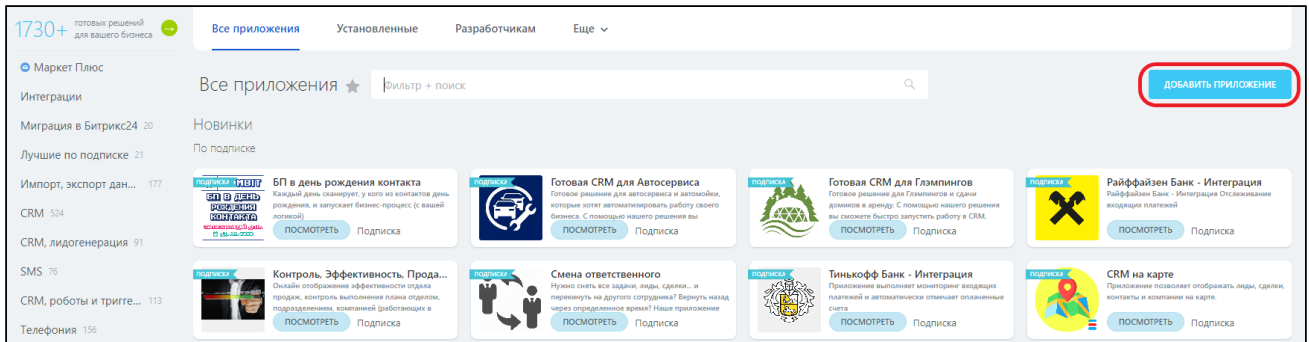 1730+ готовых решений
для вашего бизнеса
Все приложения Установленные Разработчикам Еще
Маркет Плюс
Интеграции
Миграция в Битрикс24 20
Лучшие по подписке 21
Импорт, экспорт дан... 177
CRM 524
CRM, лидогенерация 91
SMS 76
CRM, роботы и тригге... 113
Телефония 156
Все приложения
Фильтр + поиск
ДОБАВИТЬ ПРИЛОЖЕНИЕ
Новинки
По подписке
ПОДПИСКА
БП В ДЕНЬ
РОЖДЕНИЯ
КОНТАКТА
БП в день рождения контакта
Каждый день сканирует, у кого из контактов день
рождения, и запускает бизнес-процесс (с вашей
логикой)
ПОСМОТРЕТЬ Подписка
ПОДПИСКА
Готовая CRM для Автосервиса
Готовое решение для автосервиса и автомойки,
которые хотят автоматизировать работу своего
бизнеса. С помощью нашего решения вы
ПОСМОТРЕТЬ Подписка
ПОДПИСКА
Готовая CRM для Глэмпингов
Готовое решение для глэмпингов и сдачи
домиков в аренду. С помощью нашего решения
вы сможете быстро запустить работу в CRM,
ПОСМОТРЕТЬ Подписка
ПОДПИСКА
Райффайзен Банк - Интеграция
Райффайзен Банк - Интеграция Отслеживание
входящих платежей
ПОСМОТРЕТЬ Подписка
ПОДПИСКА
Контроль, Эффективность, Прода...
Онлайн отображение эффективности отдела
продаж, контроль выполнения плана отделом,
подразделением, компанией (работающих в
ПОСМОТРЕТЬ Подписка
ПОДПИСКА
Смена ответственного
Нужно снять все задачи, лиды, сделки... и
перекинуть на другого сотрудника? Вернуть назад
через определенное время? Наше приложение
ПОСМОТРЕТЬ Подписка
ПОДПИСКА
Тинькофф Банк - Интеграция
Приложение выполняет мониторинг входящих
платежей и автоматически отмечает оплаченные
счета
ПОСМОТРЕТЬ Подписка
ПОДПИСКА
CRM на карте
Приложение позволяет отображать лиды, сделки,
контакты и компании на карте.
ПОСМОТРЕТЬ Подписка